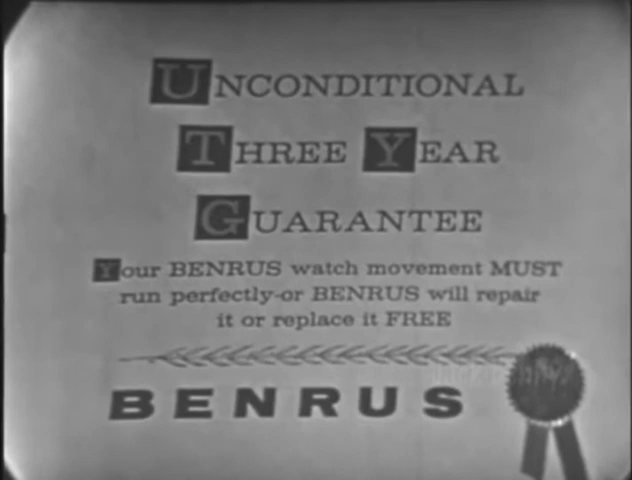 UNCONDITIONAL
THREE YEAR
GUARANTEE
Your BENRUS watch movement MUST
run perfectly-or BENRUS will repair
it or replace it FREE
BENRUS